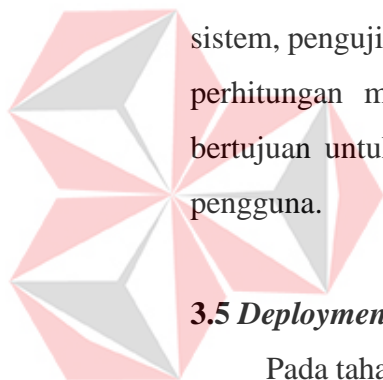 sistem, penguji
perhitungan m
bertujuan untu
pengguna.
3.5 Deploymen
Pada taha